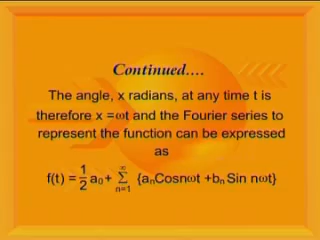 Continued....
The angle, x radians, at any time t is
therefore x =ωt and the Fourier series to
represent the function can be expressed
as
f(t) = 1/2 a₀ + ∞ Σ n=1 {aₙCosnωt +bₙ Sin nωt}